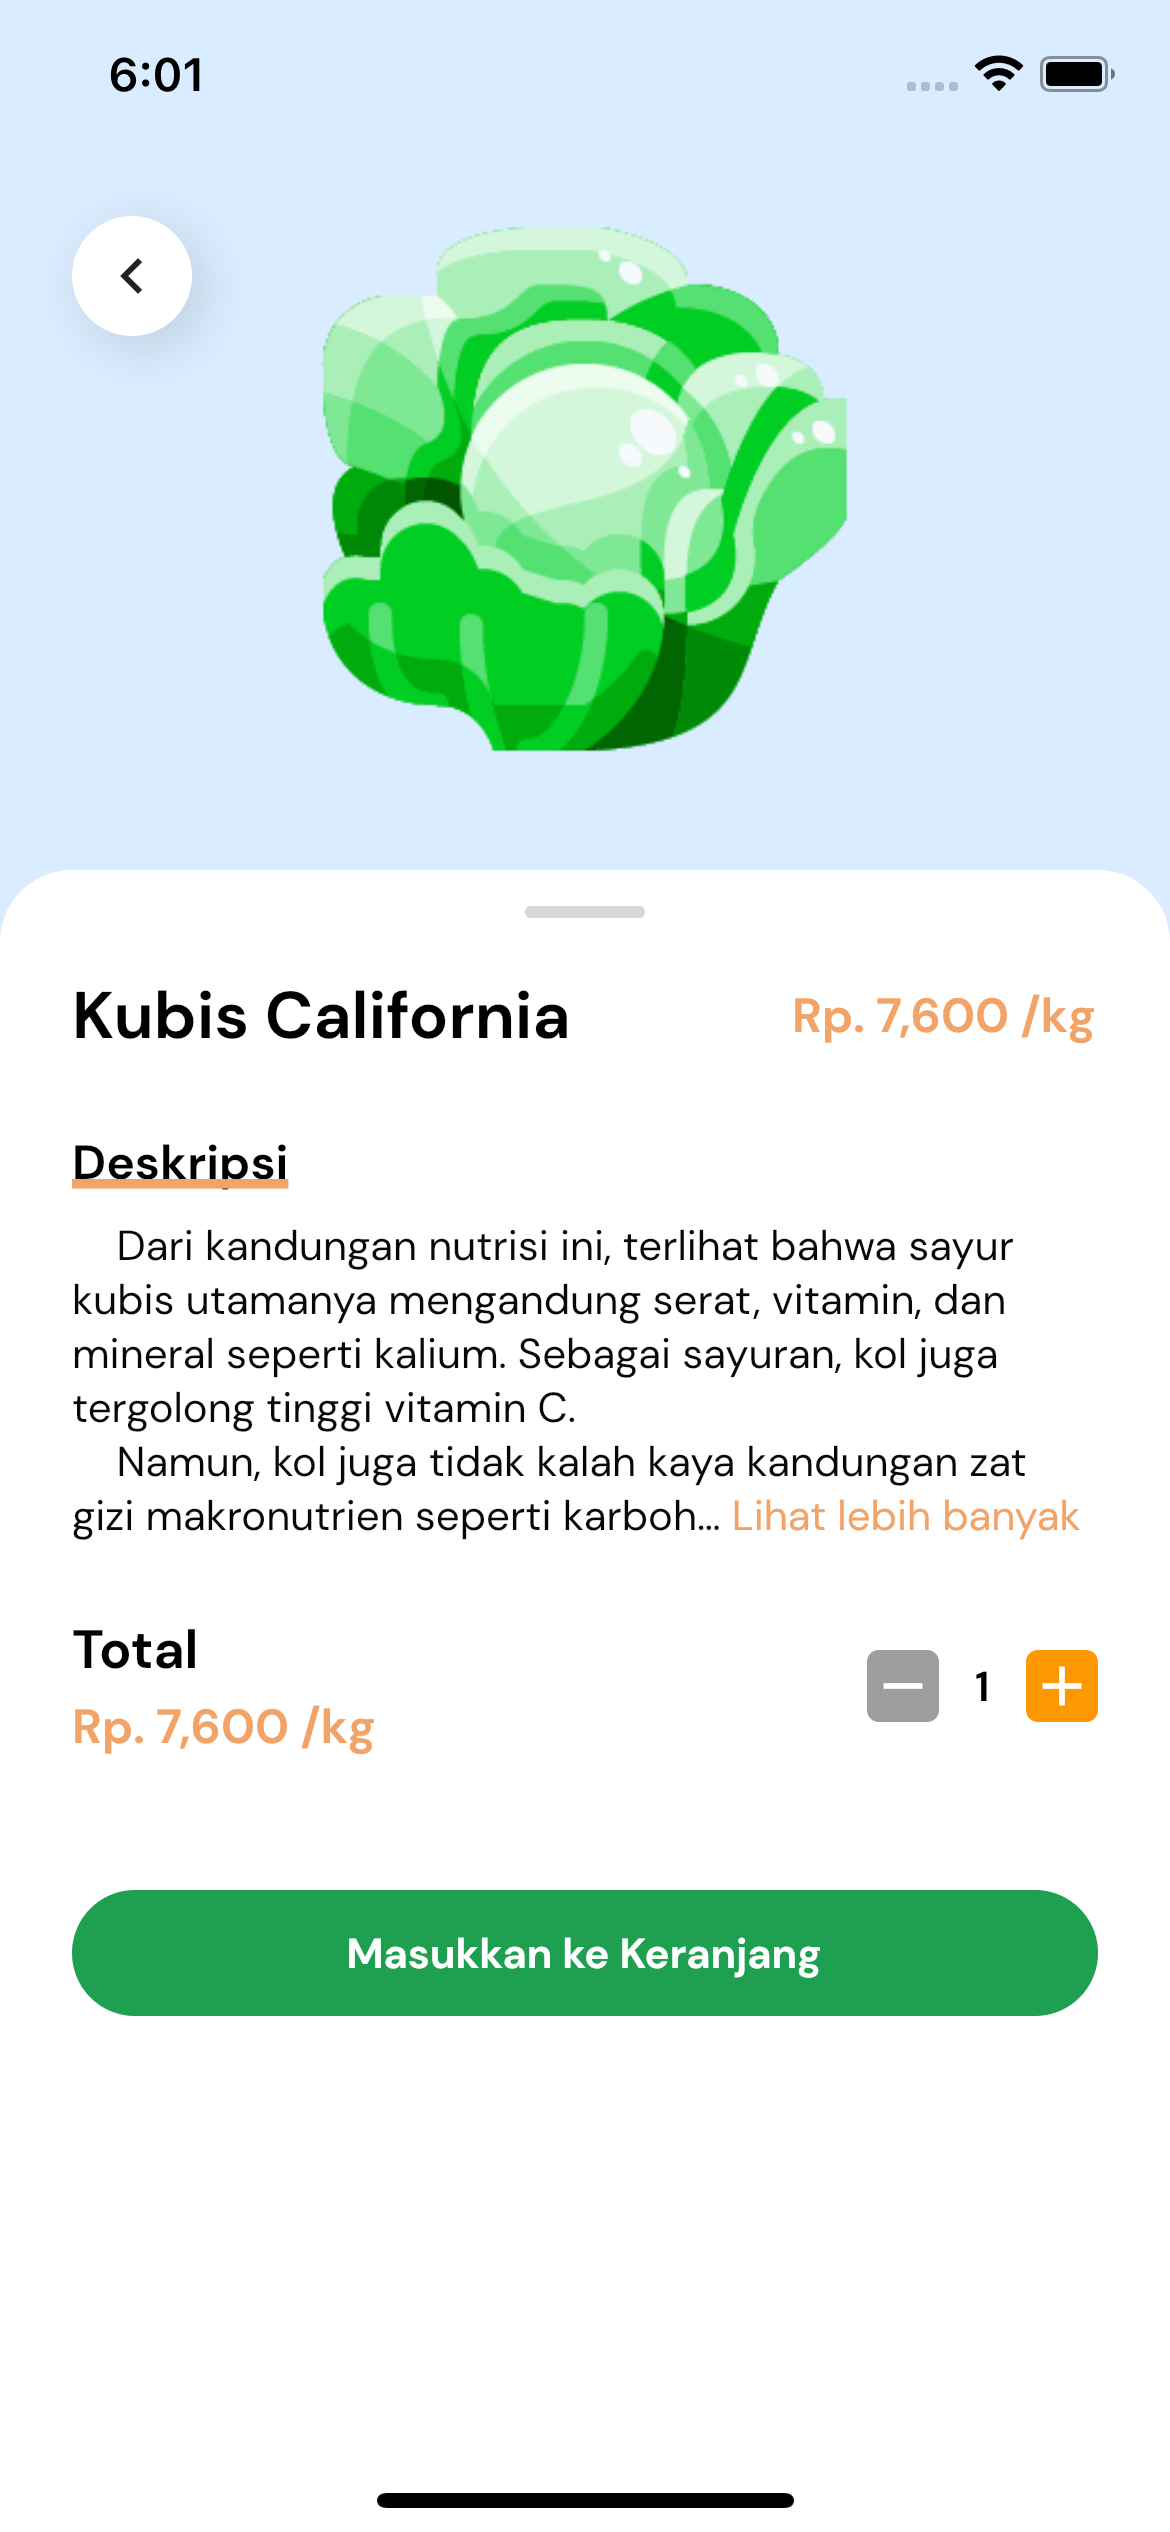 6:01
Kubis California
Rp. 7,600 /kg
Deskripsi
Dari kandungan nutrisi ini, terlihat bahwa sayur
kubis utamanya mengandung serat, vitamin, dan
mineral seperti kalium. Sebagai sayuran, kol juga
tergolong tinggi vitamin C.
Namun, kol juga tidak kalah kaya kandungan zat
gizi makronutrien seperti karboh... Lihat lebih banyak
Total
Rp. 7,600 /kg
1
Masukkan ke Keranjang